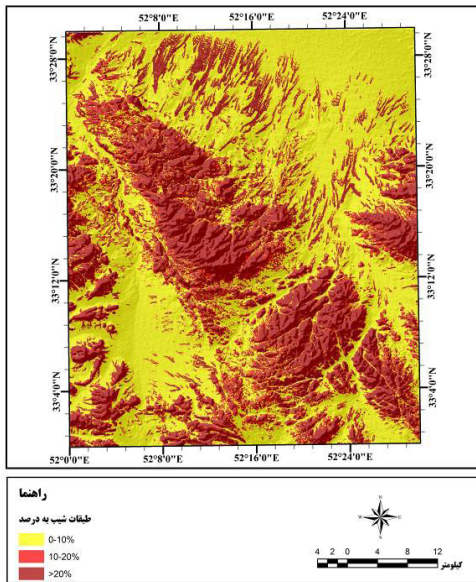 52°8'0"E
52°16'0"E
52°24'0"E
33°28'0"N
33°28'0"N
33°20'0"N
33°20'0"N
33°12'0"N
33°12'0"N
33°4'0"N
33°4'0"N
52°0'0"E
52°8'0"E
52°16'0"E
52°24'0"E
راهنما
طبقات شیب به درصد
0-10%
10-20%
>20%
N
W E
S
4 2 0 4 8 12
کیلومتر